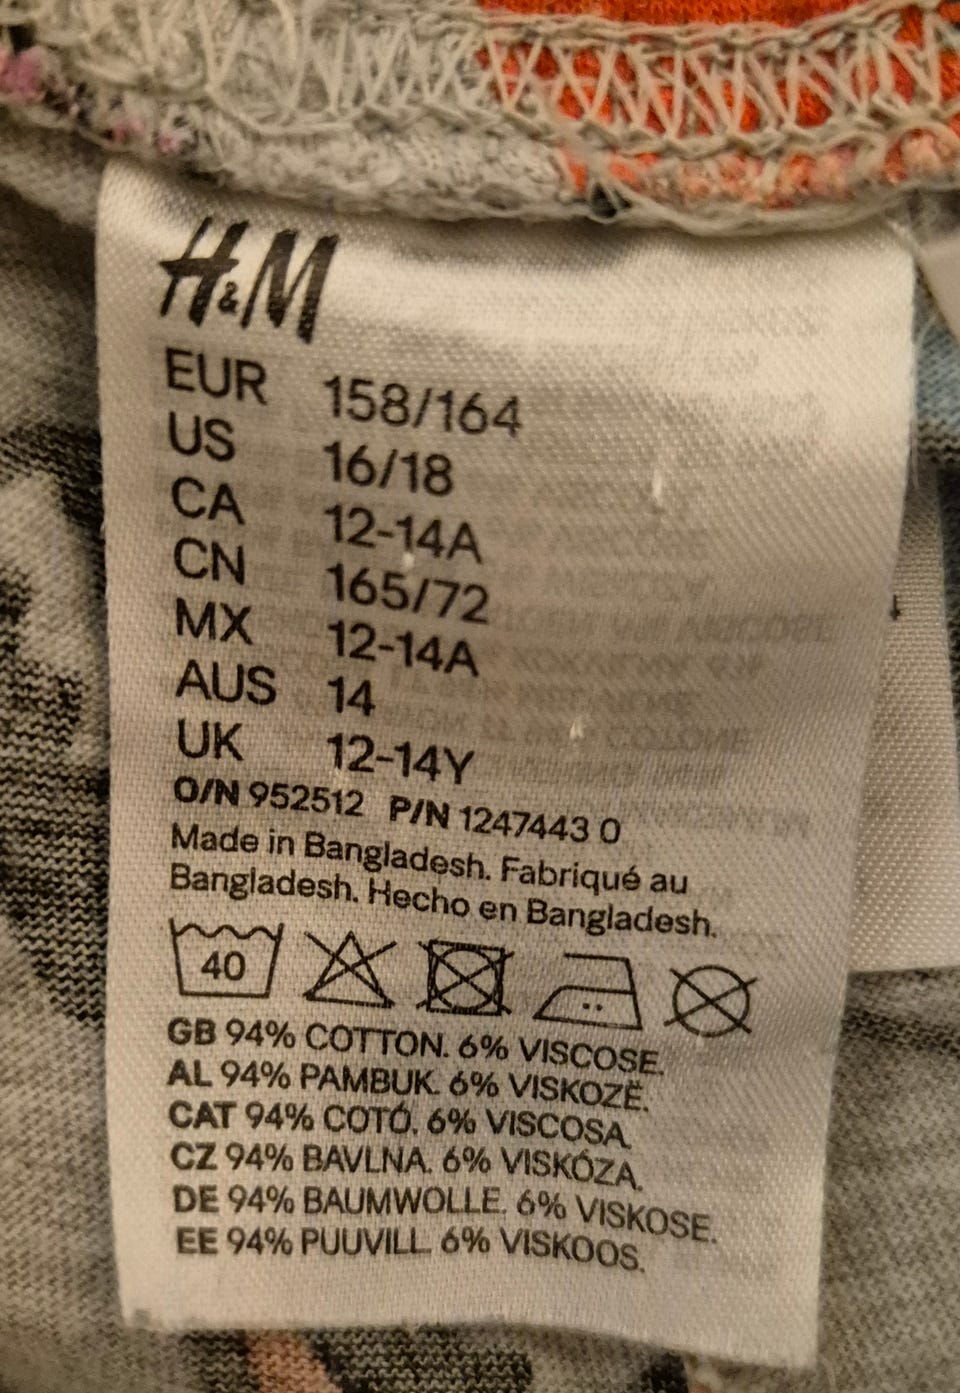 H&M
EUR 158/164
US 16/18
CA 12-14A
CN 165/72
MX 12-14A
AUS 14
UK 12-14Y
O/N 952512 P/N 1247443 0
Made in Bangladesh. Fabriqué au
Bangladesh. Hecho en Bangladesh.
40
GB 94% COTTON. 6% VISCOSE.
AL 94% PAMBUK. 6% VISKOZË.
CAT 94% COTÓ. 6% VISCOSA.
CZ 94% BAVLNA. 6% VISKÓZA.
DE 94% BAUMWOLLE. 6% VISKOSE.
EE 94% PUUVILL. 6% VISKOOS.